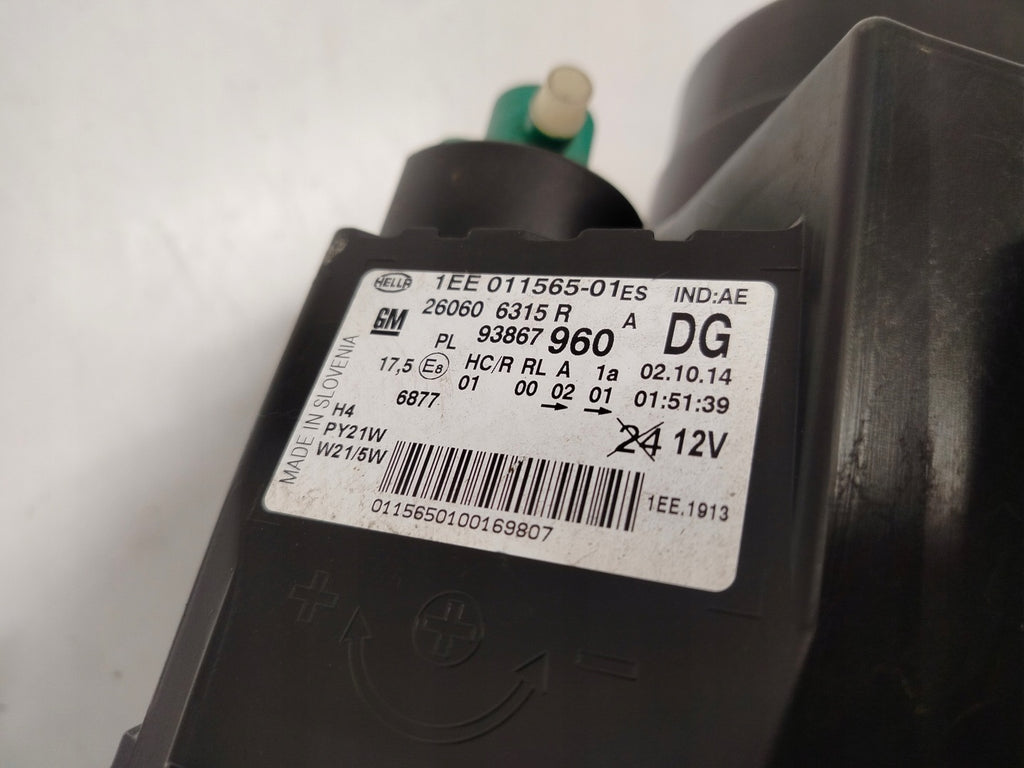 HELLA 1EE 011565-01ES IND:AE
GM 26060 6315 R A DG
PL 93867 960
17,5 E8 HC/R RL A 1a 02.10.14
01 00 02 01 01:51:39
6877
24 12V
H4
PY21W
W21/5W
MADE IN SLOVENIA
1EE.1913
0115650100169807
+ + −